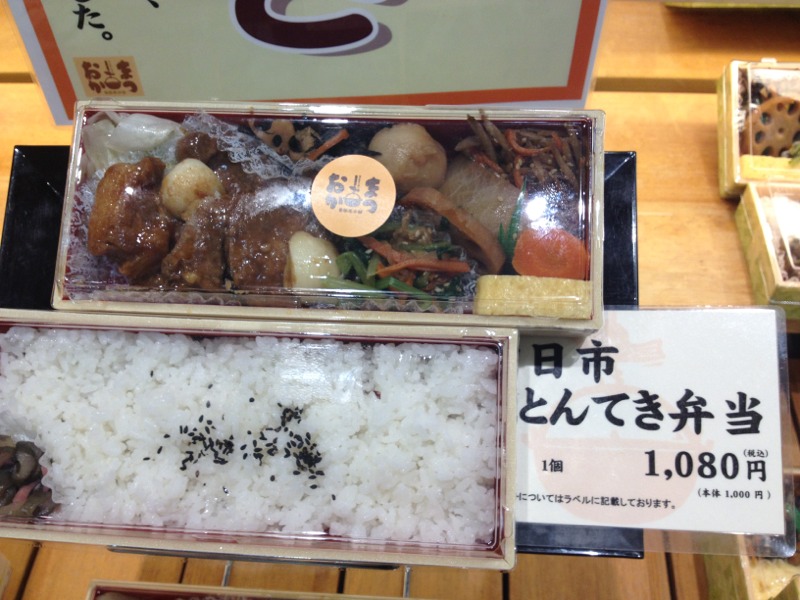 た。
まつ
おか
まつ
おか
日市
とんてき弁当
1個
1,080円
(税込)
(本体 1,000 円)
についてはラベルに記載しております。